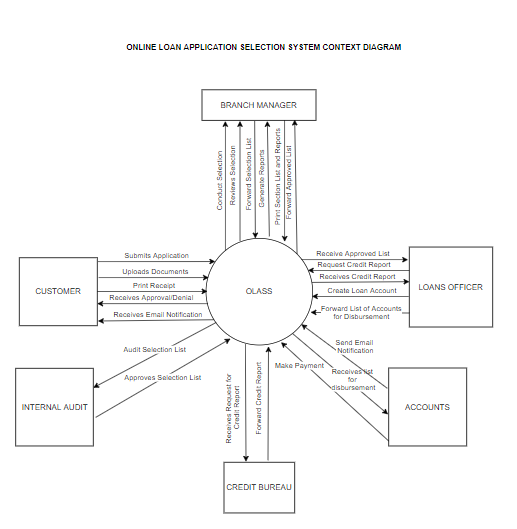 ONLINE LOAN APPLICATION SELECTION SYSTEM CONTEXT DIAGRAM
BRANCH MANAGER
Conduct Selection
Reviews Selection
Forward Selection List
Generate Reports
Print Section List and Reports
Forward Approved List
Submits Application
Uploads Documents
Print Receipt
Receives Approval/Denial
Receives Email Notification
CUSTOMER
OLASS
Receive Approved List
Request Credit Report
Receives Credit Report
Create Loan Account
Forward List of Accounts
for Disbursement
LOANS OFFICER
Audit Selection List
Approves Selection List
INTERNAL AUDIT
Receives Request for
Credit Report
Forward Credit Report
Send Email
Notification
Make Payment
Receives list
for
disbursement
ACCOUNTS
CREDIT BUREAU